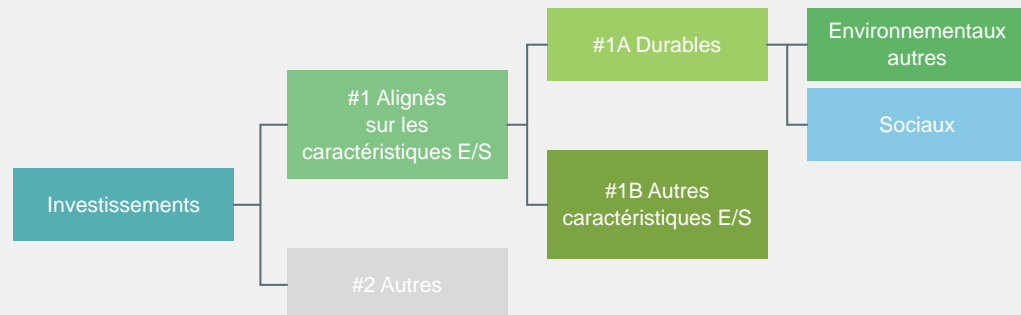 Investissements
#1 Alignés
sur les
caractéristiques E/S
#2 Autres
#1A Durables
#1B Autres
caractéristiques E/S
Environnementaux
autres
Sociaux